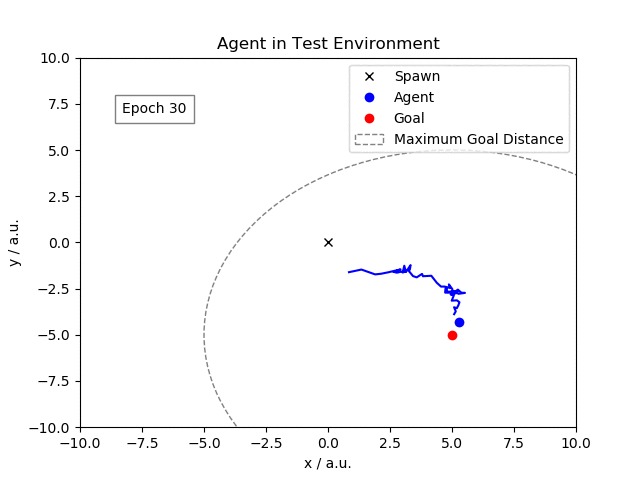 Agent in Test Environment
10.0
7.5
5.0
2.5
0.0
−2.5
−5.0
−7.5
−10.0
y / a.u.
Epoch 30
Spawn
Agent
Goal
Maximum Goal Distance
−10.0 −7.5 −5.0 −2.5 0.0 2.5 5.0 7.5 10.0
x / a.u.